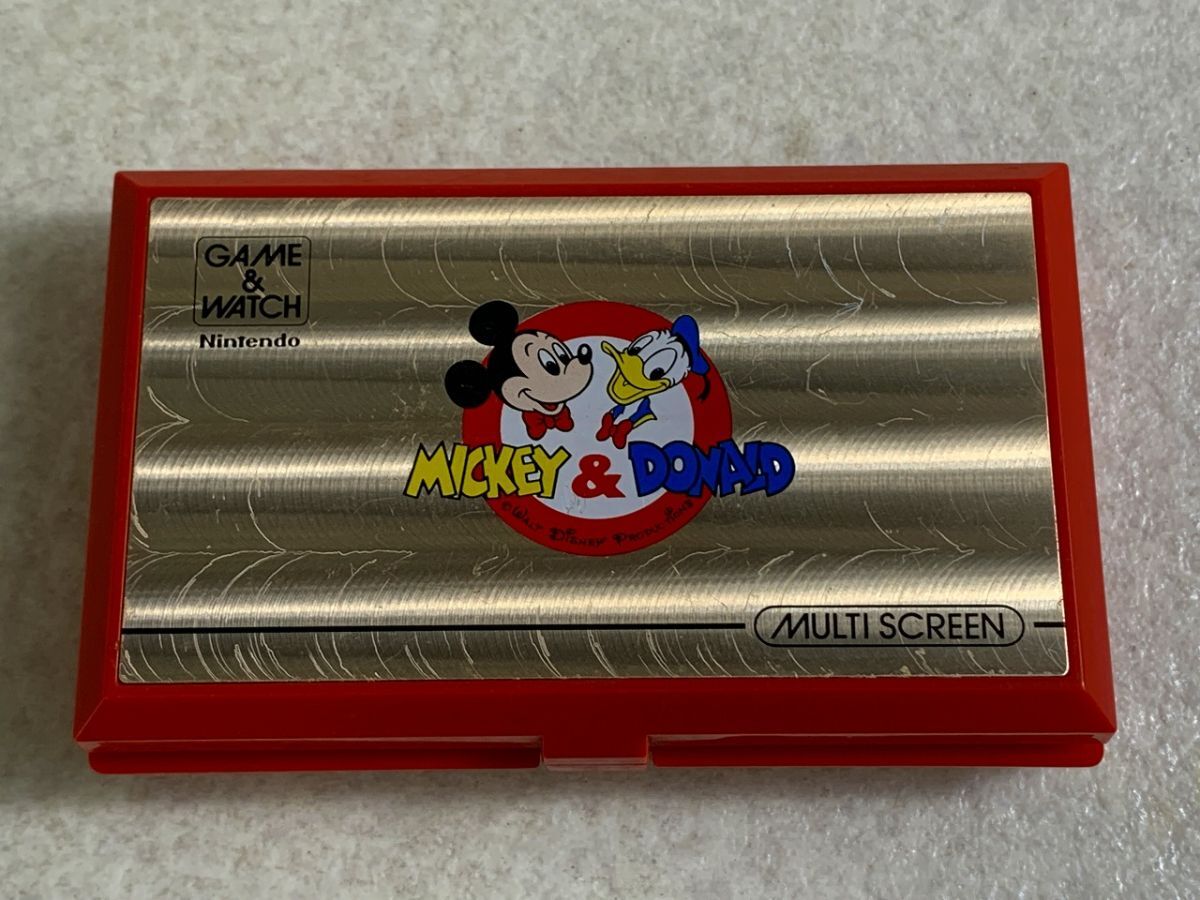 GAME
&
WATCH
Nintendo
MICKEY & DONALD
© WALT DISNEY PRODUCTIONS
MULTI SCREEN